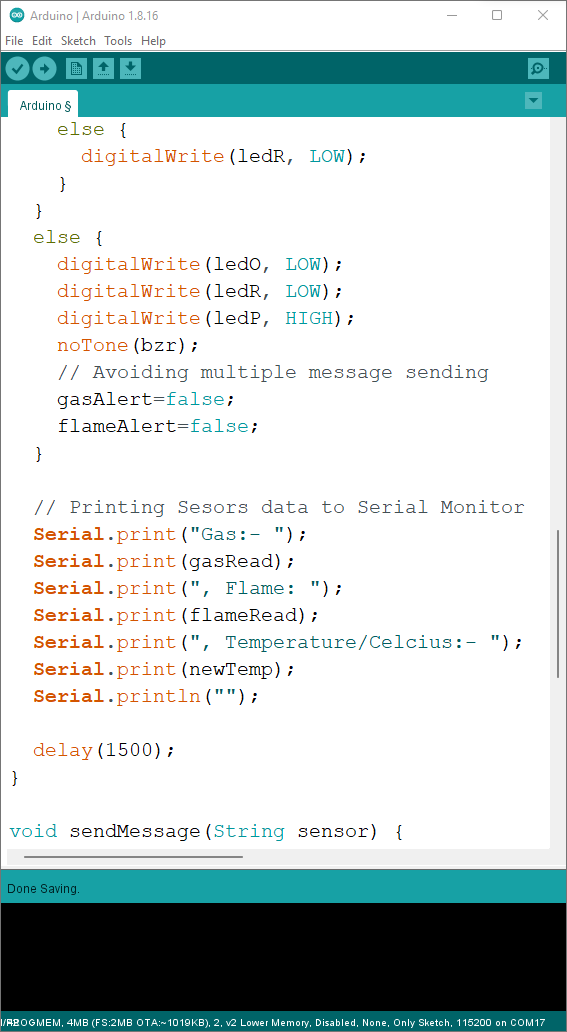 Arduino | Arduino 1.8.16
File Edit Sketch Tools Help
Arduino §
else {
digitalWrite(ledR, LOW);
}
}
else {
digitalWrite(ledO, LOW);
digitalWrite(ledR, LOW);
digitalWrite(ledP, HIGH);
noTone(bzr);
// Avoiding multiple message sending
gasAlert=false;
flameAlert=false;
}
// Printing Sesors data to Serial Monitor
Serial.print("Gas:- ");
Serial.print(gasRead);
Serial.print(", Flame: ");
Serial.print(flameRead);
Serial.print(", Temperature/Celcius:- ");
Serial.print(newTemp);
Serial.println("");
delay(1500);
}
void sendMessage(String sensor) {
Done Saving.
4MB (FS:2MB OTA:~1019KB), 2, v2 Lower Memory, Disabled, None, Only Sketch, 115200 on COM17